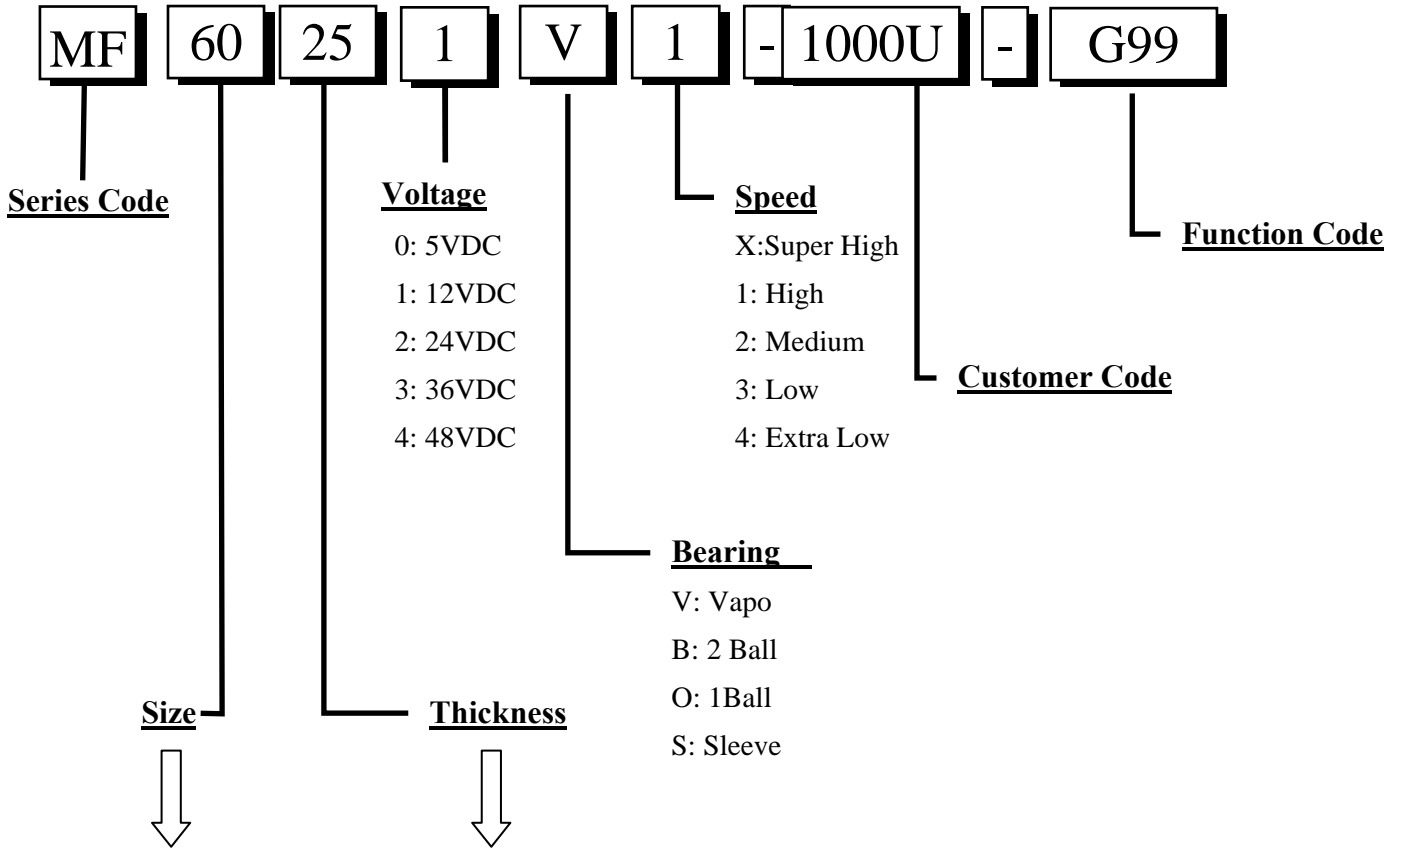 MF 60 25 1 V 1 - 1000U - G99
Series Code
Voltage
0: 5VDC
1: 12VDC
2: 24VDC
3: 36VDC
4: 48VDC
Speed
X:Super High
1: High
2: Medium
3: Low
4: Extra Low
Function Code
Customer Code
Bearing
V: Vapo
B: 2 Ball
O: 1Ball
S: Sleeve
Size
Thickness